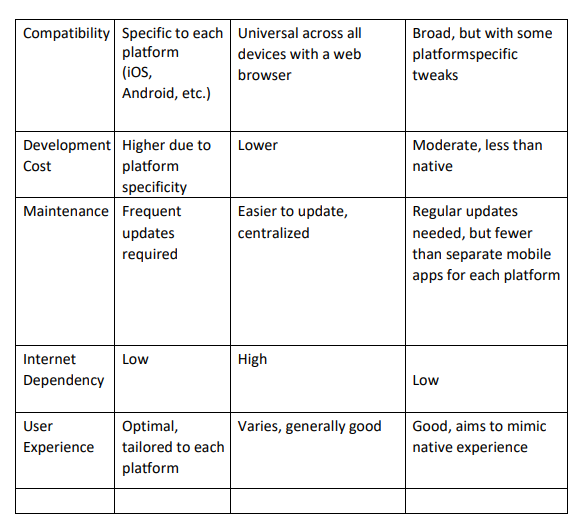 Compatibility
Specific to each
platform
(iOS,
Android, etc.)
Universal across all
devices with a web
browser
Broad, but with some
platformspecific
tweaks
Development
Cost
Higher due to
platform
specificity
Lower
Moderate, less than
native
Maintenance
Frequent
updates
required
Easier to update,
centralized
Regular updates
needed, but fewer
than separate mobile
apps for each platform
Internet
Dependency
Low
High
Low
User
Experience
Optimal,
tailored to each
platform
Varies, generally good
Good, aims to mimic
native experience